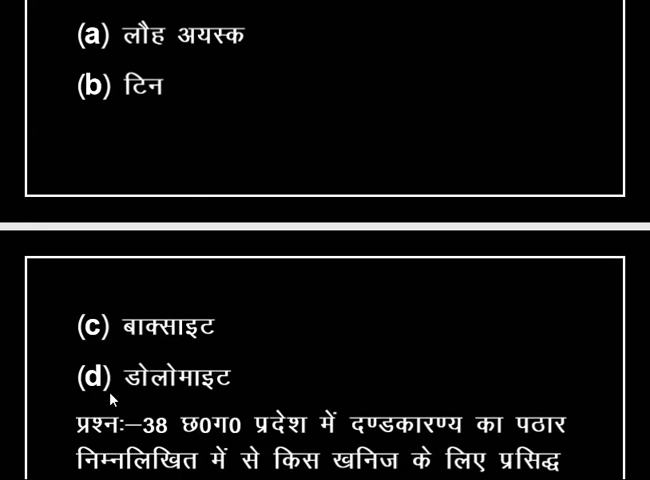 (a) लौह अयस्क
(b) टिन
(c) बाक्साइट
(d) डोलोमाइट
प्रश्नः–38 छ0ग0 प्रदेश में दण्डकारण्य का पठार
निम्नलिखित में से किस खनिज के लिए प्रसिद्ध